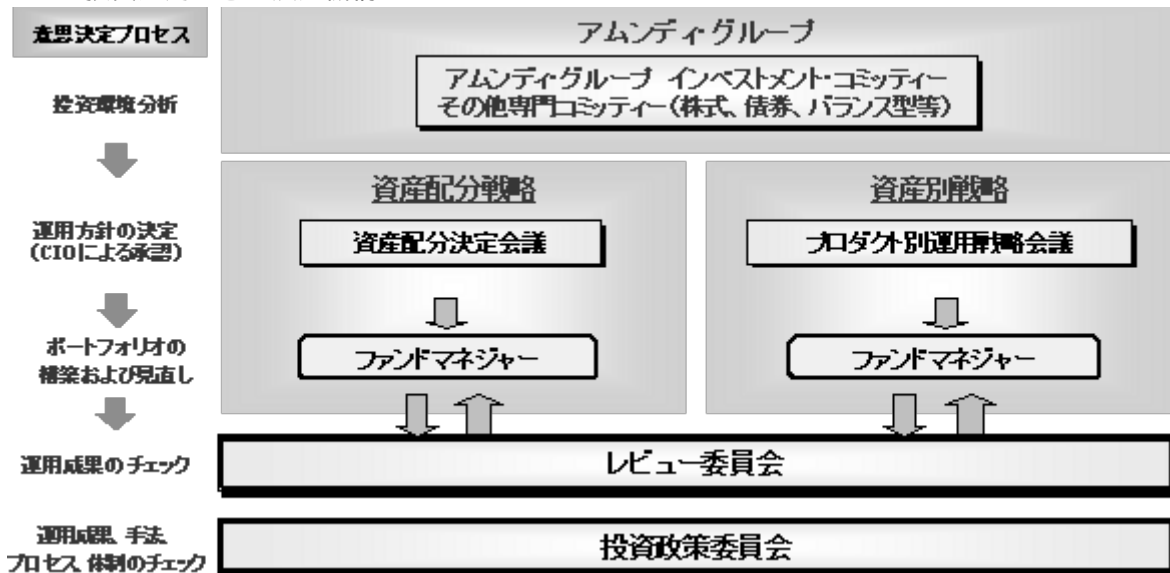 意思決定プロセス
アムンディ・グループ
アムンディ・グループ インベストメント・コミッティー
その他専門コミッティー(株式、債券、バランス型等)
投資環境分析
資産配分戦略
資産別戦略
運用方針の決定
(CIOによる承認)
資産配分決定会議
プロダクト別運用戦略会議
ポートフォリオの
構築および見直し
ファンドマネジャー
ファンドマネジャー
運用成果のチェック
レビュー委員会
運用成果、手法、
プロセス、体制のチェック
投資政策委員会